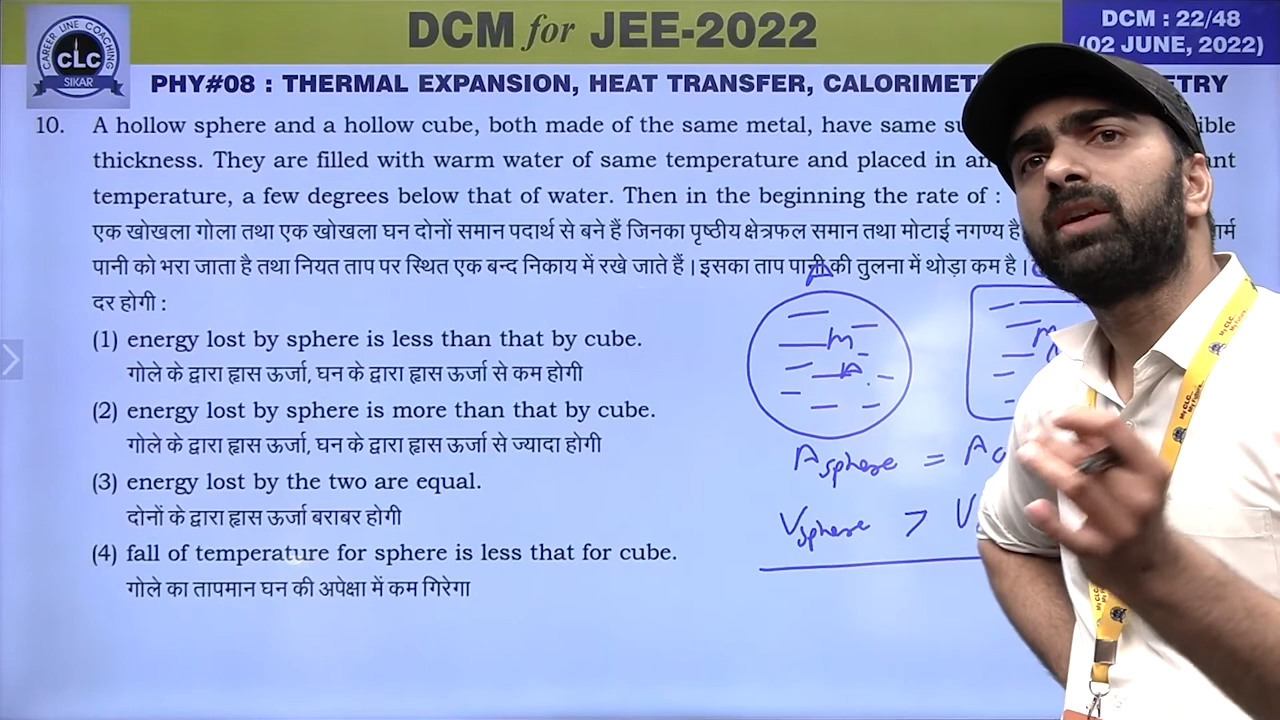 DCM for JEE-2022
DCM : 22/48
(02 JUNE, 2022)
CAREER LINE COACHING
CLC
SIKAR
PHY#08 : THERMAL EXPANSION, HEAT TRANSFER,
10. A hollow sphere and a hollow cube, both made of the same metal, have same
thickness. They are filled with warm water of same temperature and placed in
temperature, a few degrees below that of water. Then in the beginning the rate of :
एक खोखला गोला तथा एक खोखला घन दोनों समान पदार्थ से बने हैं जिनका पृष्ठीय क्षेत्रफल समान तथा मोटाई नगण्य है
पानी को भरा जाता है तथा नियत ताप पर स्थित एक बन्द निकाय में रखे जाते हैं। इसका ताप पानी की तुलना में थोड़ा कम है।
दर होगी :
(1) energy lost by sphere is less than that by cube.
गोले के द्वारा ह्रास ऊर्जा, घन के द्वारा ह्रास ऊर्जा से कम होगी
(2) energy lost by sphere is more than that by cube.
गोले के द्वारा ह्रास ऊर्जा, घन के द्वारा ह्रास ऊर्जा से ज्यादा होगी
(3) energy lost by the two are equal.
दोनों के द्वारा ह्रास ऊर्जा बराबर होगी
(4) fall of temperature for sphere is less that for cube.
गोले का तापमान घन की अपेक्षा में कम गिरेगा
A
m
A
m
A sphere = A
V sphere > V
My CLC...
My Future...